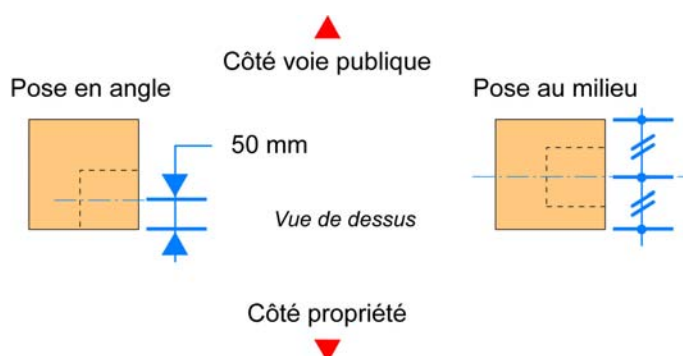 Côté voie publique
Pose en angle
Pose au milieu
50 mm
Vue de dessus
Côté propriété